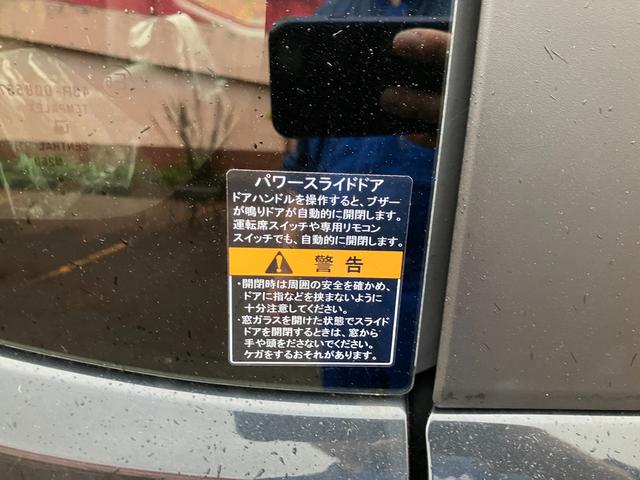 パワースライドドア
ドアハンドルを操作すると、ブザー
が鳴りドアが自動的に開閉します。
運転席スイッチや専用リモコン
スイッチでも、自動的に開閉します。
警告
・開閉時は周囲の安全を確かめ、
ドアに指などを挟まないように
十分注意してください。
・窓ガラスを開けた状態でスライド
ドアを開閉するときは、窓から
手や頭をださないでください。
ケガをするおそれがあります。
43R-00
TEMPERLITE
CENTRAL
M269